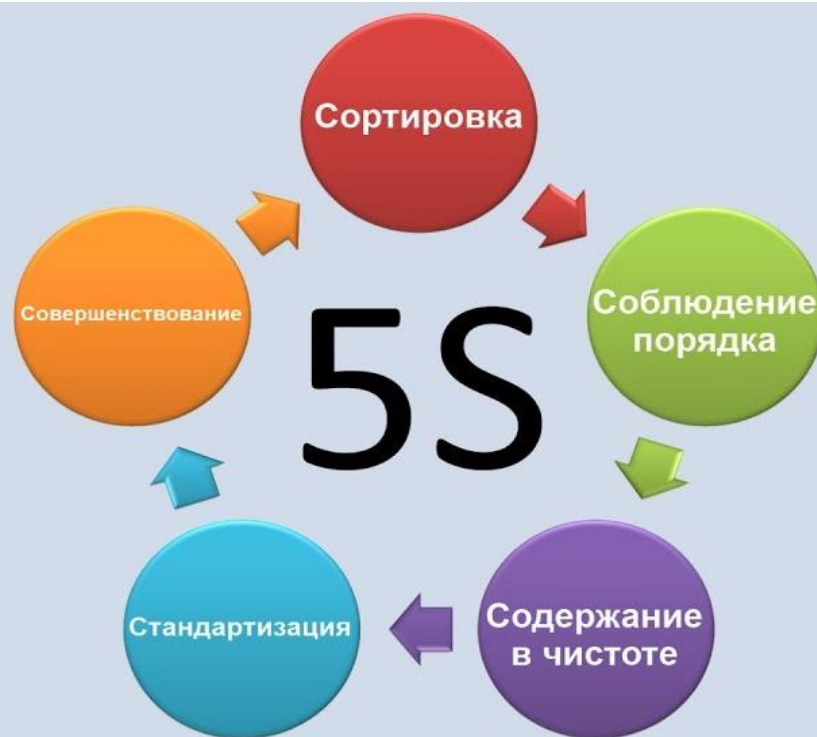 Сортировка
Соблюдение
порядка
Содержание
в чистоте
Стандартизация
Совершенствование
5S